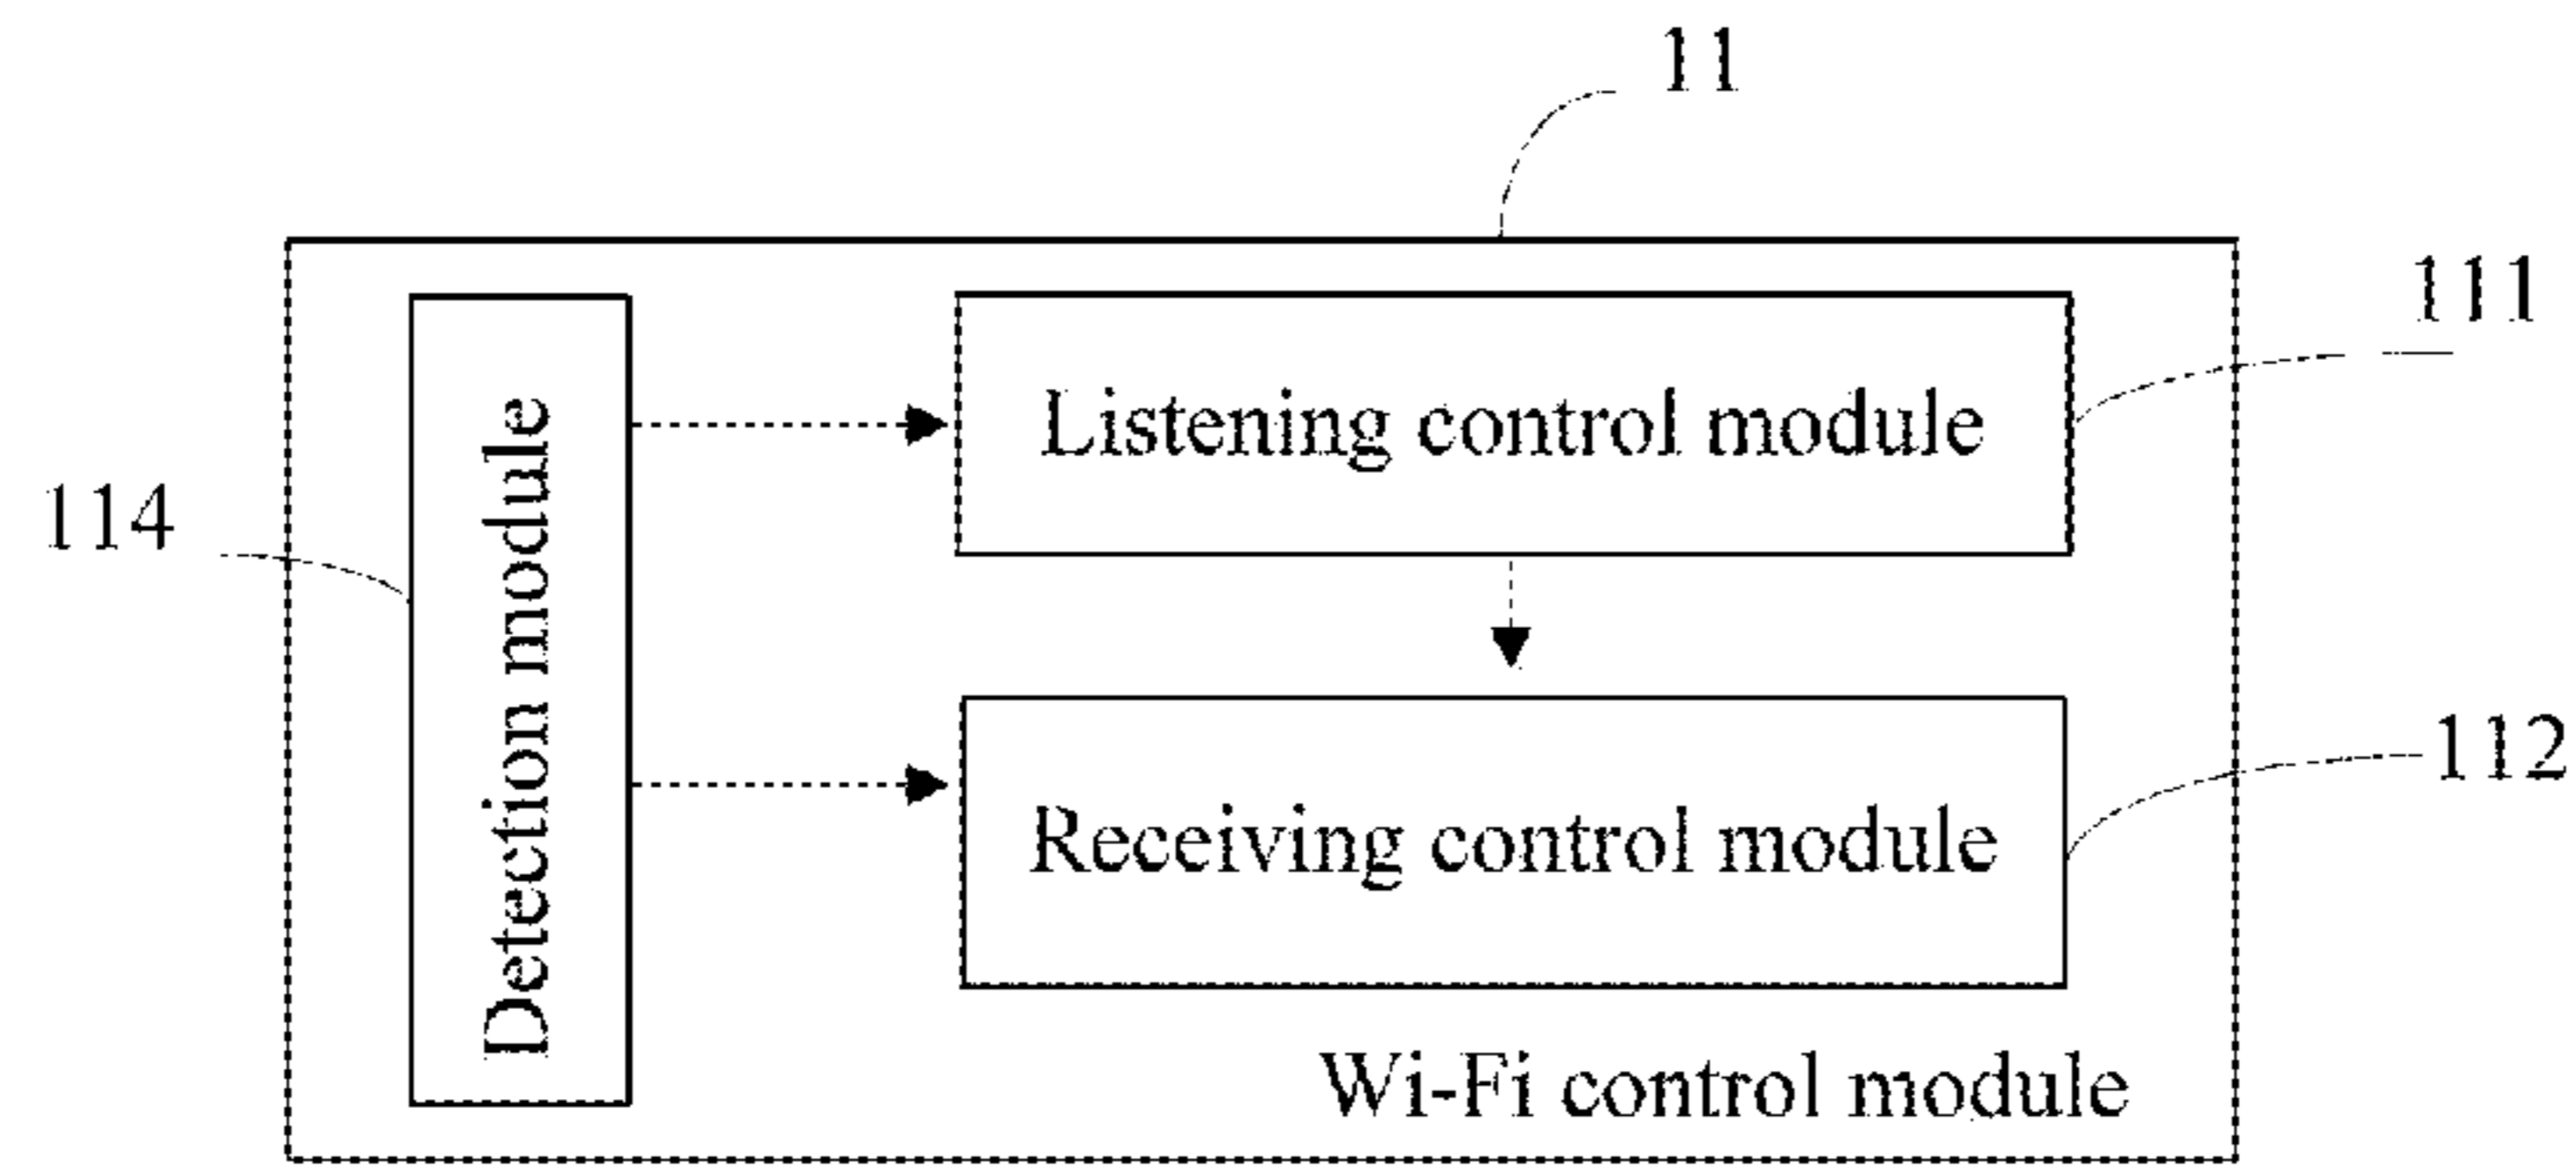 11
111
Listening control module
114
Detection module
112
Receiving control module
Wi-Fi control module